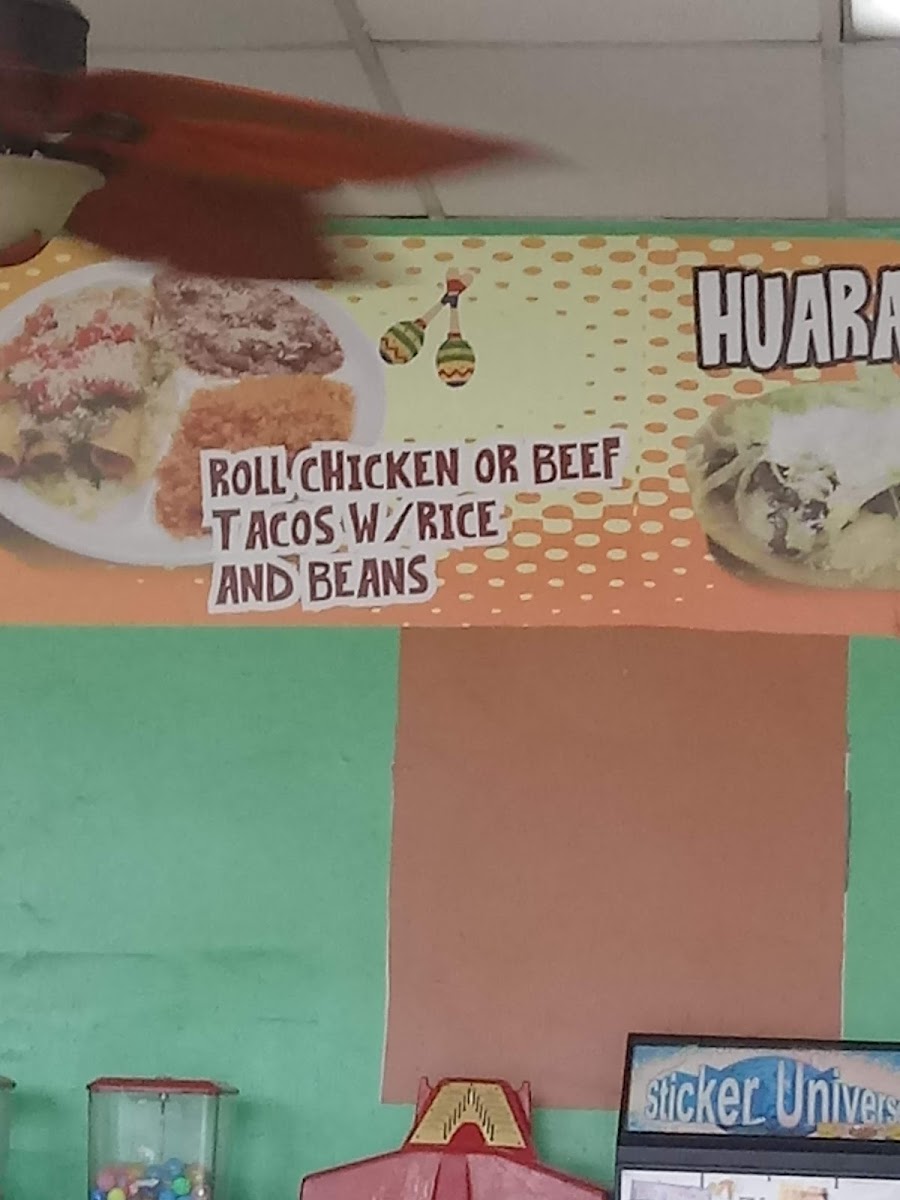 HUARA
ROLL CHICKEN OR BEEF
TACOS W/RICE
AND BEANS
Sticker Univers